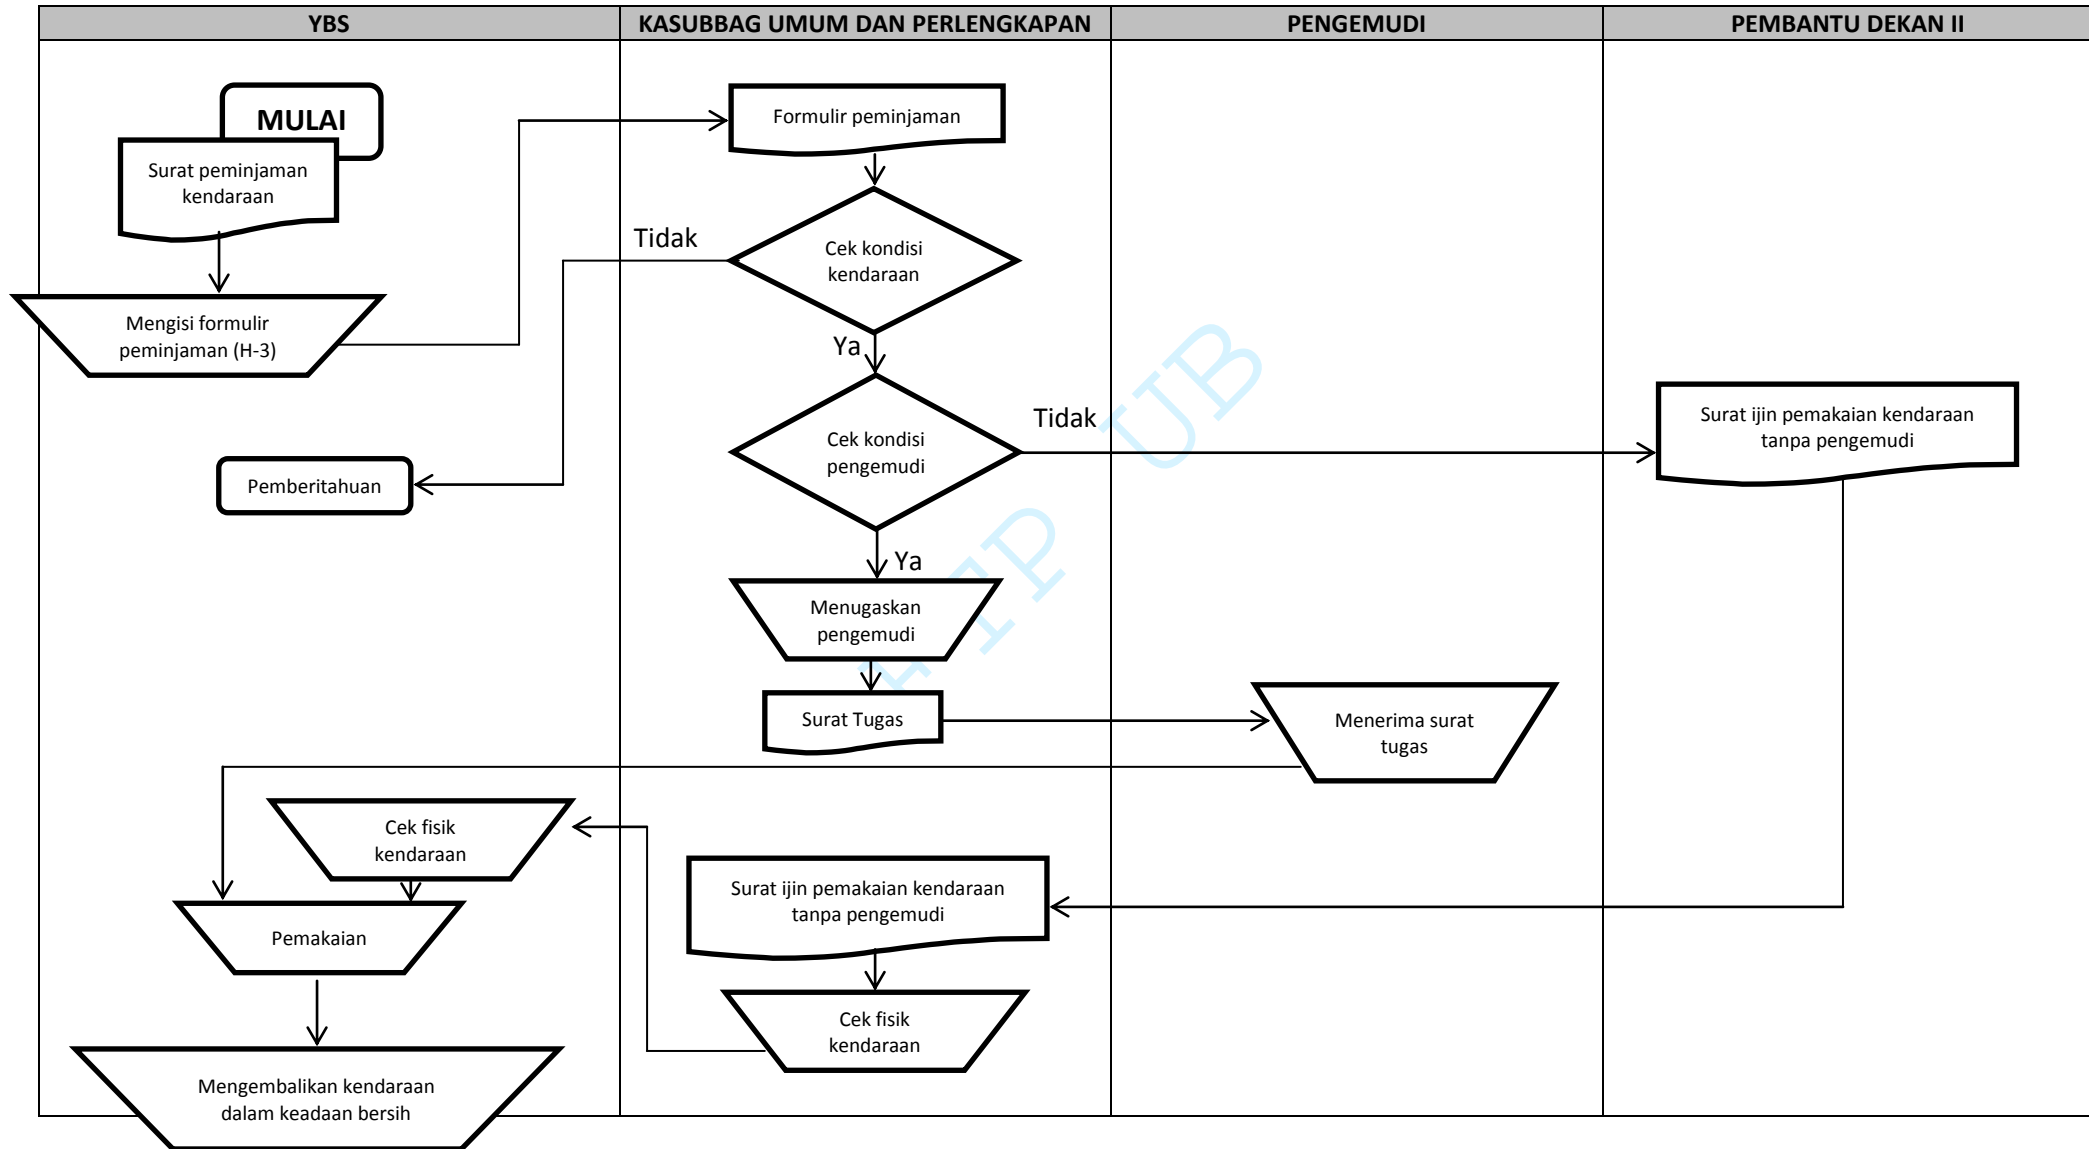 YBS
KASUBBAG UMUM DAN PERLENGKAPAN
PENGEMUDI
PEMBANTU DEKAN II
MULAI
Surat peminjaman
kendaraan
Mengisi formulir
peminjaman (H-3)
Formulir peminjaman
Cek kondisi
kendaraan
Tidak
Ya
Pemberitahuan
Cek kondisi
pengemudi
Tidak
Surat ijin pemakaian kendaraan
tanpa pengemudi
Ya
Menugaskan
pengemudi
Surat Tugas
Menerima surat
tugas
Cek fisik
kendaraan
Pemakaian
Surat ijin pemakaian kendaraan
tanpa pengemudi
Cek fisik
kendaraan
Mengembalikan kendaraan
dalam keadaan bersih
UB